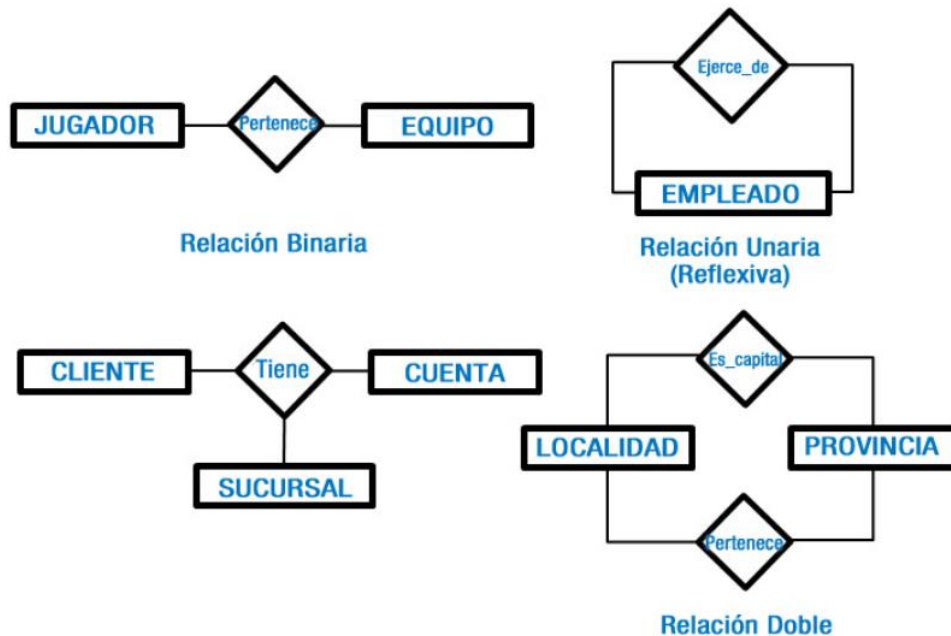 JUGADOR
Pertenece
EQUIPO
Relación Binaria
Ejerce_de
EMPLEADO
Relación Unaria
(Reflexiva)
CLIENTE
Tiene
CUENTA
SUCURSAL
Es_capital
LOCALIDAD
PROVINCIA
Pertenece
Relación Doble